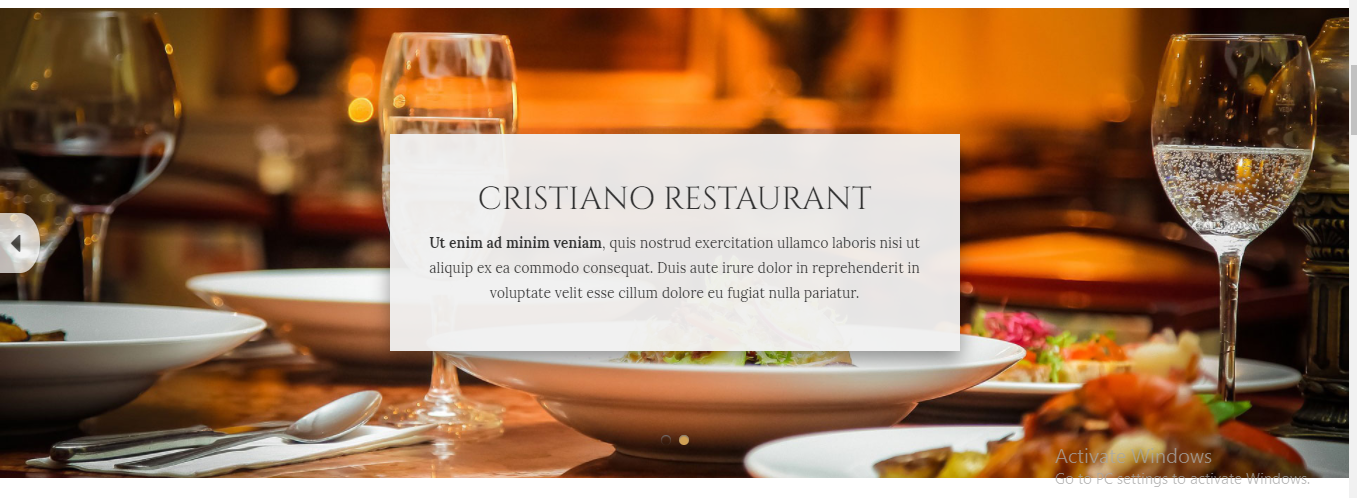 CRISTIANO RESTAURANT
Ut enim ad minim veniam, quis nostrud exercitation ullamco laboris nisi ut
aliquip ex ea commodo consequat. Duis aute irure dolor in reprehenderit in
voluptate velit esse cillum dolore eu fugiat nulla pariatur.
Activate Windows
Go to PC settings to activate Windows.